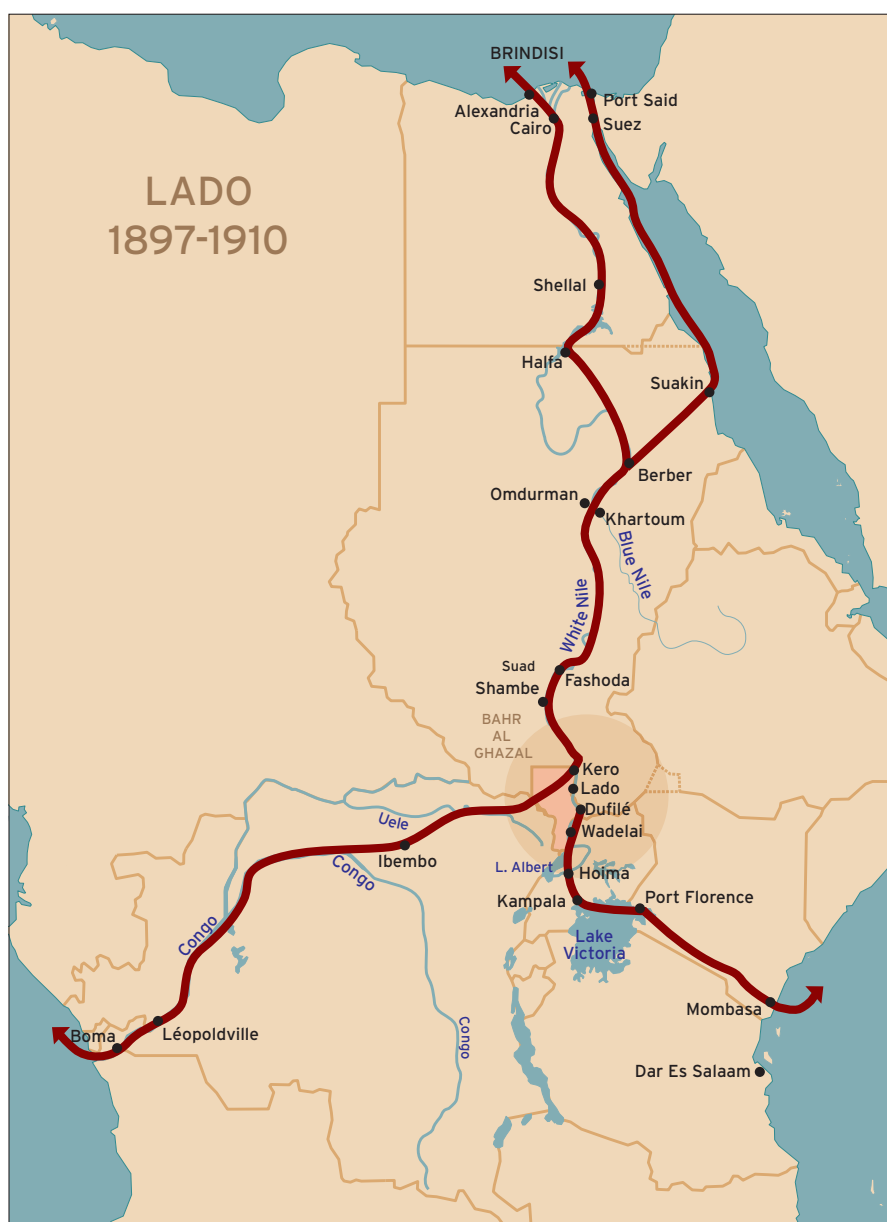 BRINDISI
Alexandria
Cairo
Port Said
Suez
LADO
1897-1910
Shellal
Halfa
Suakin
Berber
Omdurman
Khartoum
Blue Nile
White Nile
Suad
Fashoda
Shambe
BAHR
AL
GHAZAL
Kero
Lado
Dufilé
Wadelai
Uele
Ibembo
Congo
L. Albert
Hoima
Kampala
Port Florence
Congo
Lake
Victoria
Mombasa
Boma
Léopoldville
Congo
Dar Es Salaam